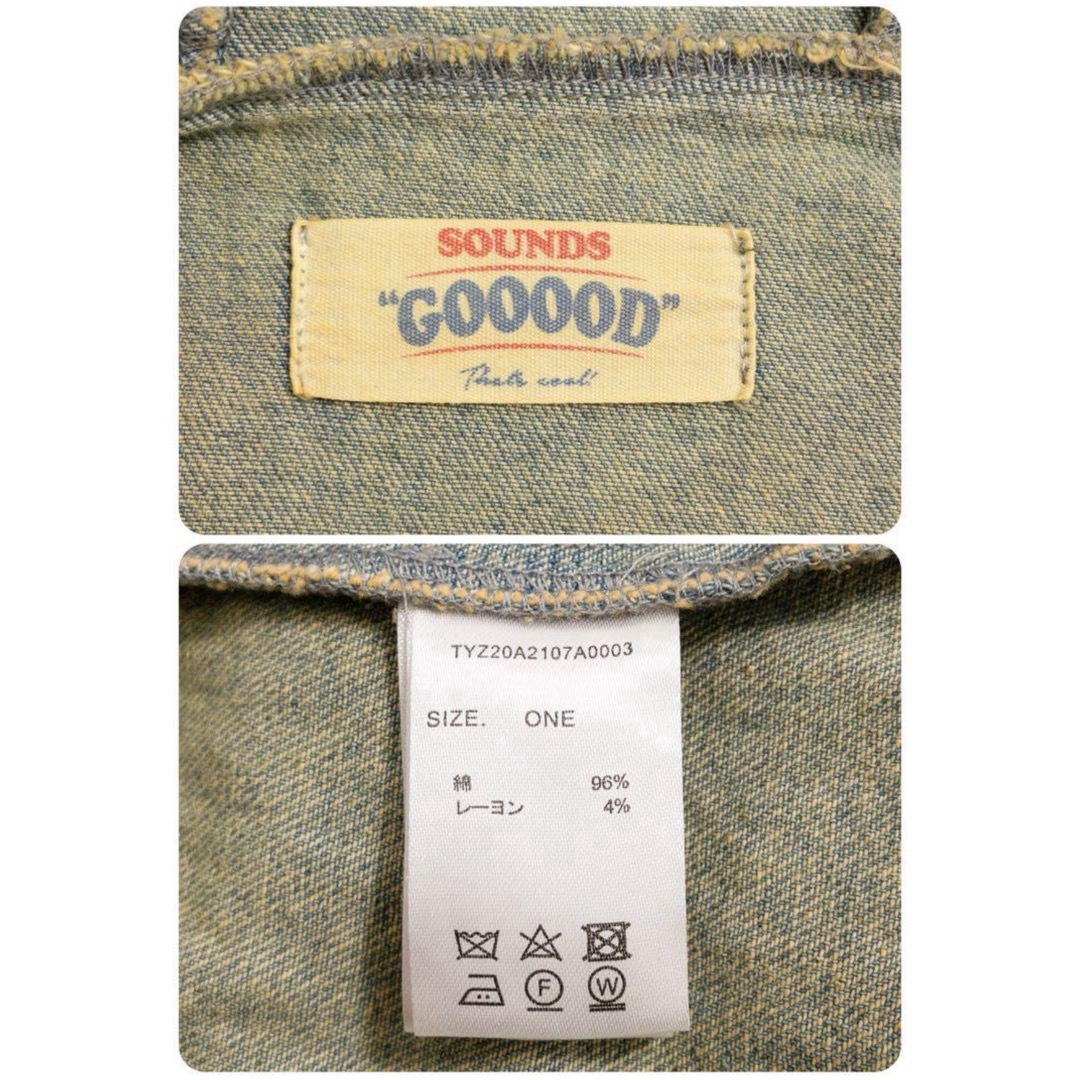 SOUNDS
“GOOOOD”
That's cool!
TYZ20A2107A0003
SIZE. ONE
綿 96%
レーヨン 4%
F W